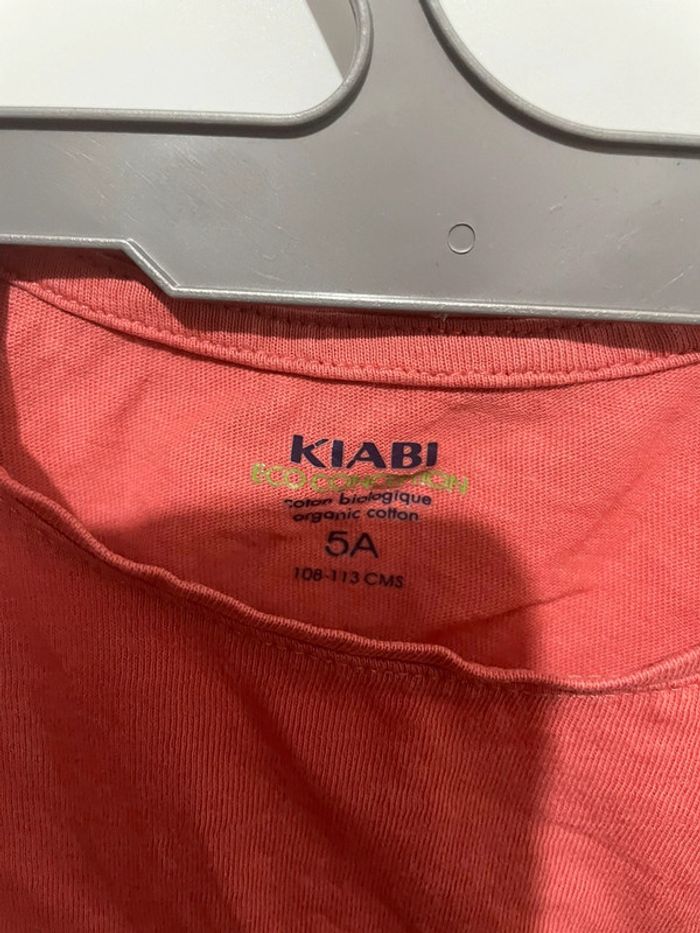 KIABI
ECO CONCEPTION
coton biologique
organic cotton
5A
108-113 CMS